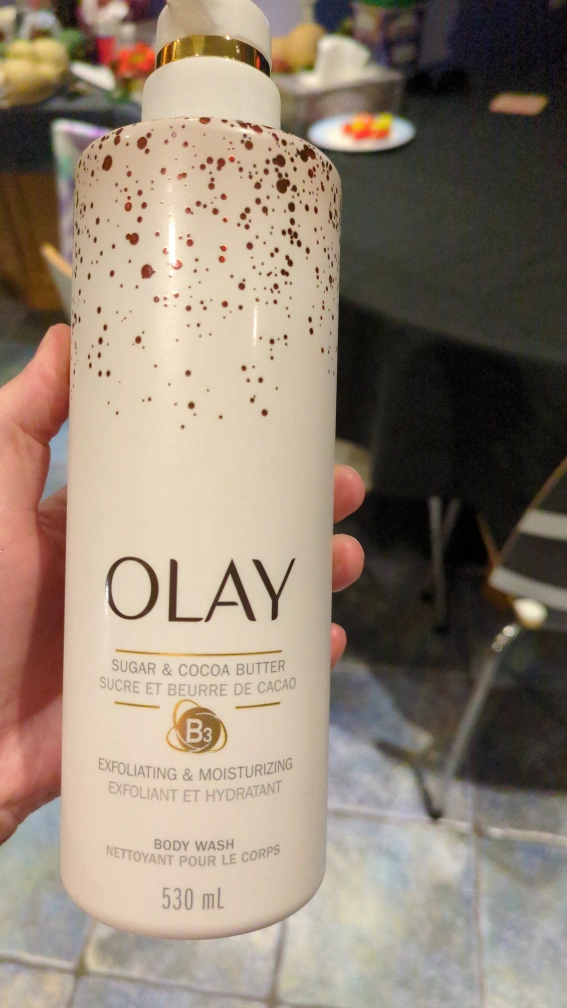 OLAY
SUGAR & COCOA BUTTER
SUCRE ET BEURRE DE CACAO
B3
EXFOLIATING & MOISTURIZING
EXFOLIANT ET HYDRATANT
BODY WASH
NETTOYANT POUR LE CORPS
530 mL